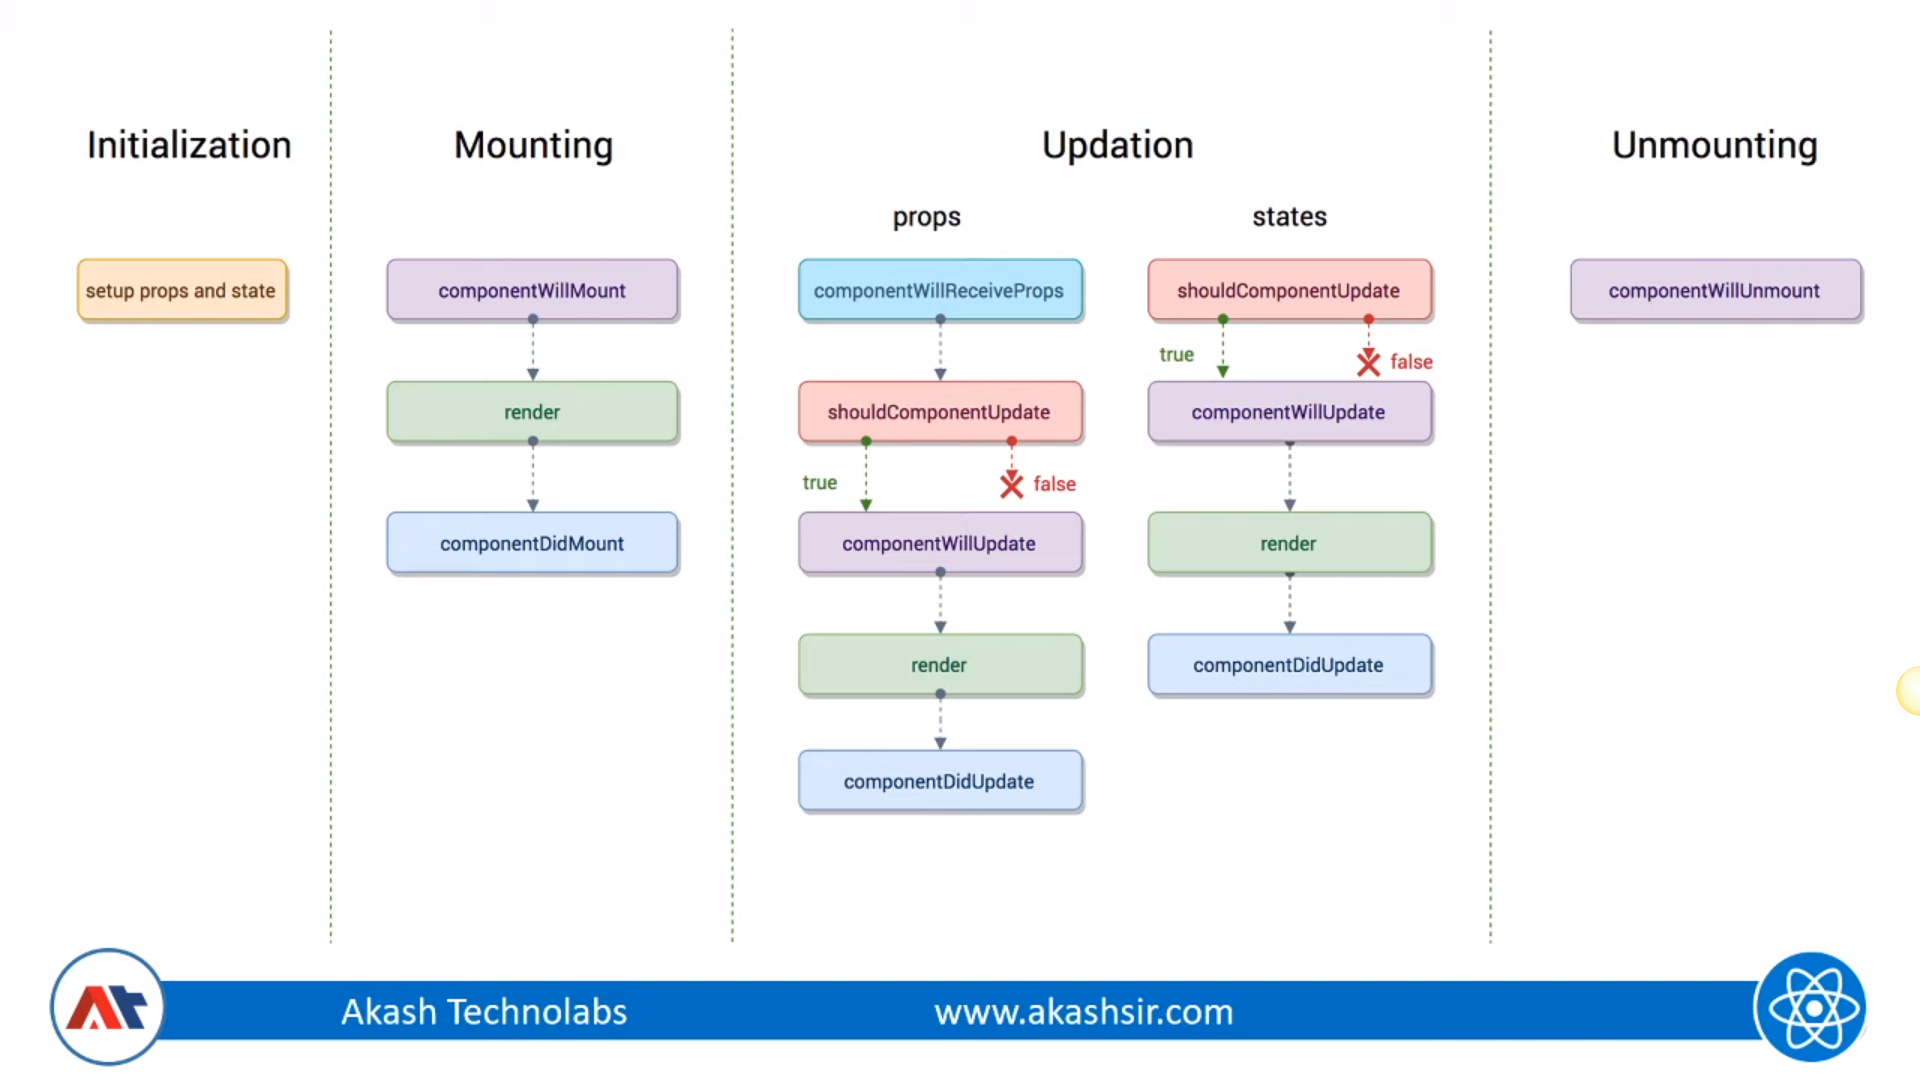 Initialization
Mounting
Updation
Unmounting
props
states
setup props and state
componentWillMount
componentWillReceiveProps
shouldComponentUpdate
componentWillUnmount
true
false
render
shouldComponentUpdate
componentWillUpdate
true
false
componentDidMount
componentWillUpdate
render
render
componentDidUpdate
componentDidUpdate
Akash Technolabs
www.akashsir.com